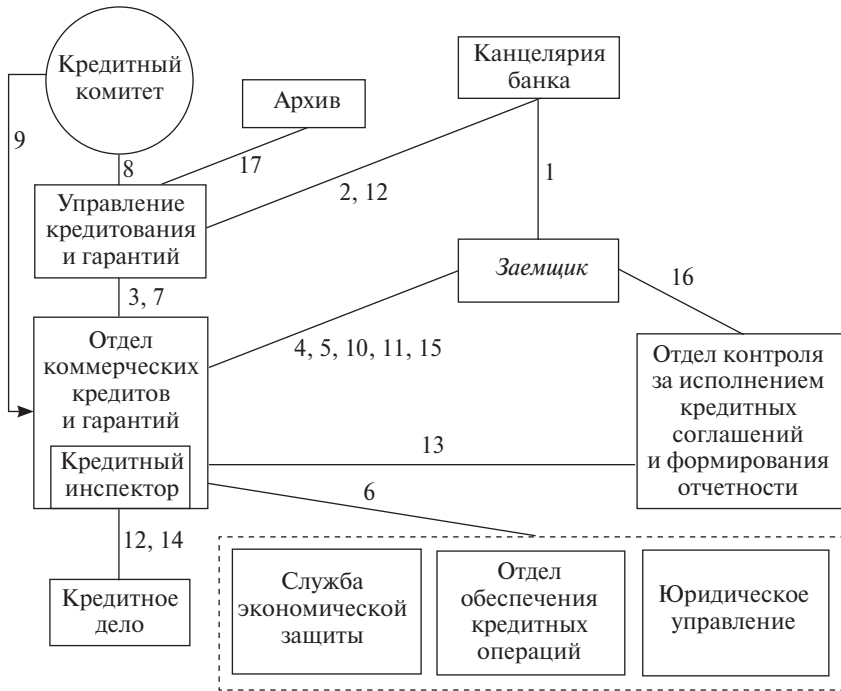 Кредитный
комитет
Канцелярия
банка
Архив
9
8
17
2, 12
1
Управление
кредитования
и гарантий
Заемщик
16
3, 7
4, 5, 10, 11, 15
Отдел
коммерческих
кредитов
и гарантий
Отдел контроля
за исполнением
кредитных
соглашений
и формирования
отчетности
13
Кредитный
инспектор
6
12, 14
Кредитное
дело
Служба
экономической
защиты
Отдел
обеспечения
кредитных
операций
Юридическое
управление